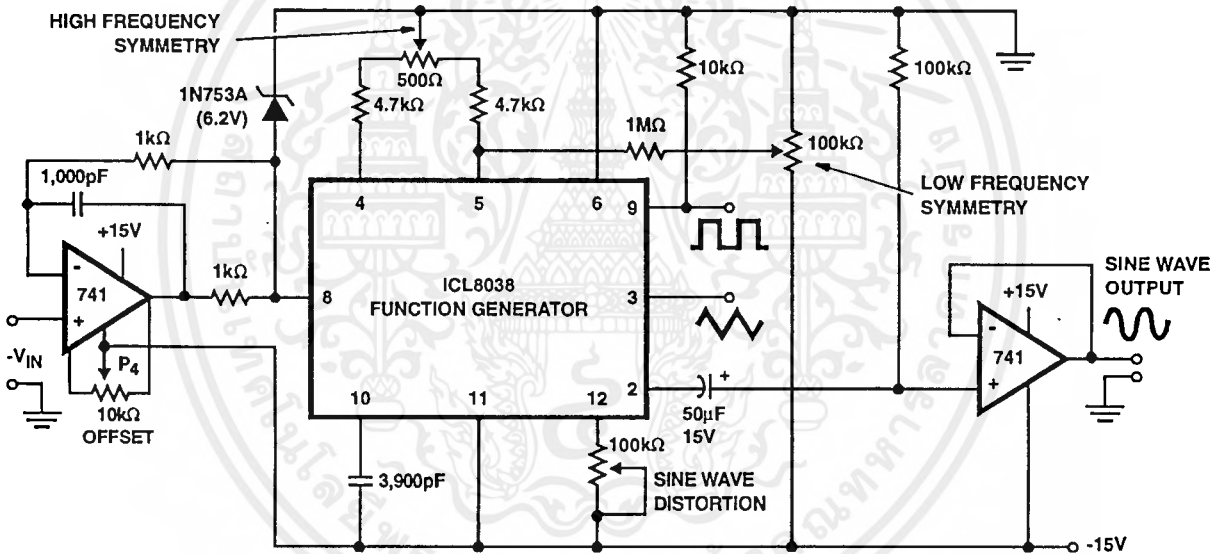 HIGH FREQUENCY
SYMMETRY
500Ω
1N753A
(6.2V)
4.7kΩ
4.7kΩ
10kΩ
100kΩ
1kΩ
1MΩ
100kΩ
1,000pF
LOW FREQUENCY
SYMMETRY
4
5
6
9
+15V
-
741
+
1kΩ
8
ICL8038
FUNCTION GENERATOR
3
SINE WAVE
OUTPUT
+15V
-
741
+
-VIN
P4
10kΩ
OFFSET
10
11
12
2
+
50μF
15V
100kΩ
3,900pF
SINE WAVE
DISTORTION
-15V